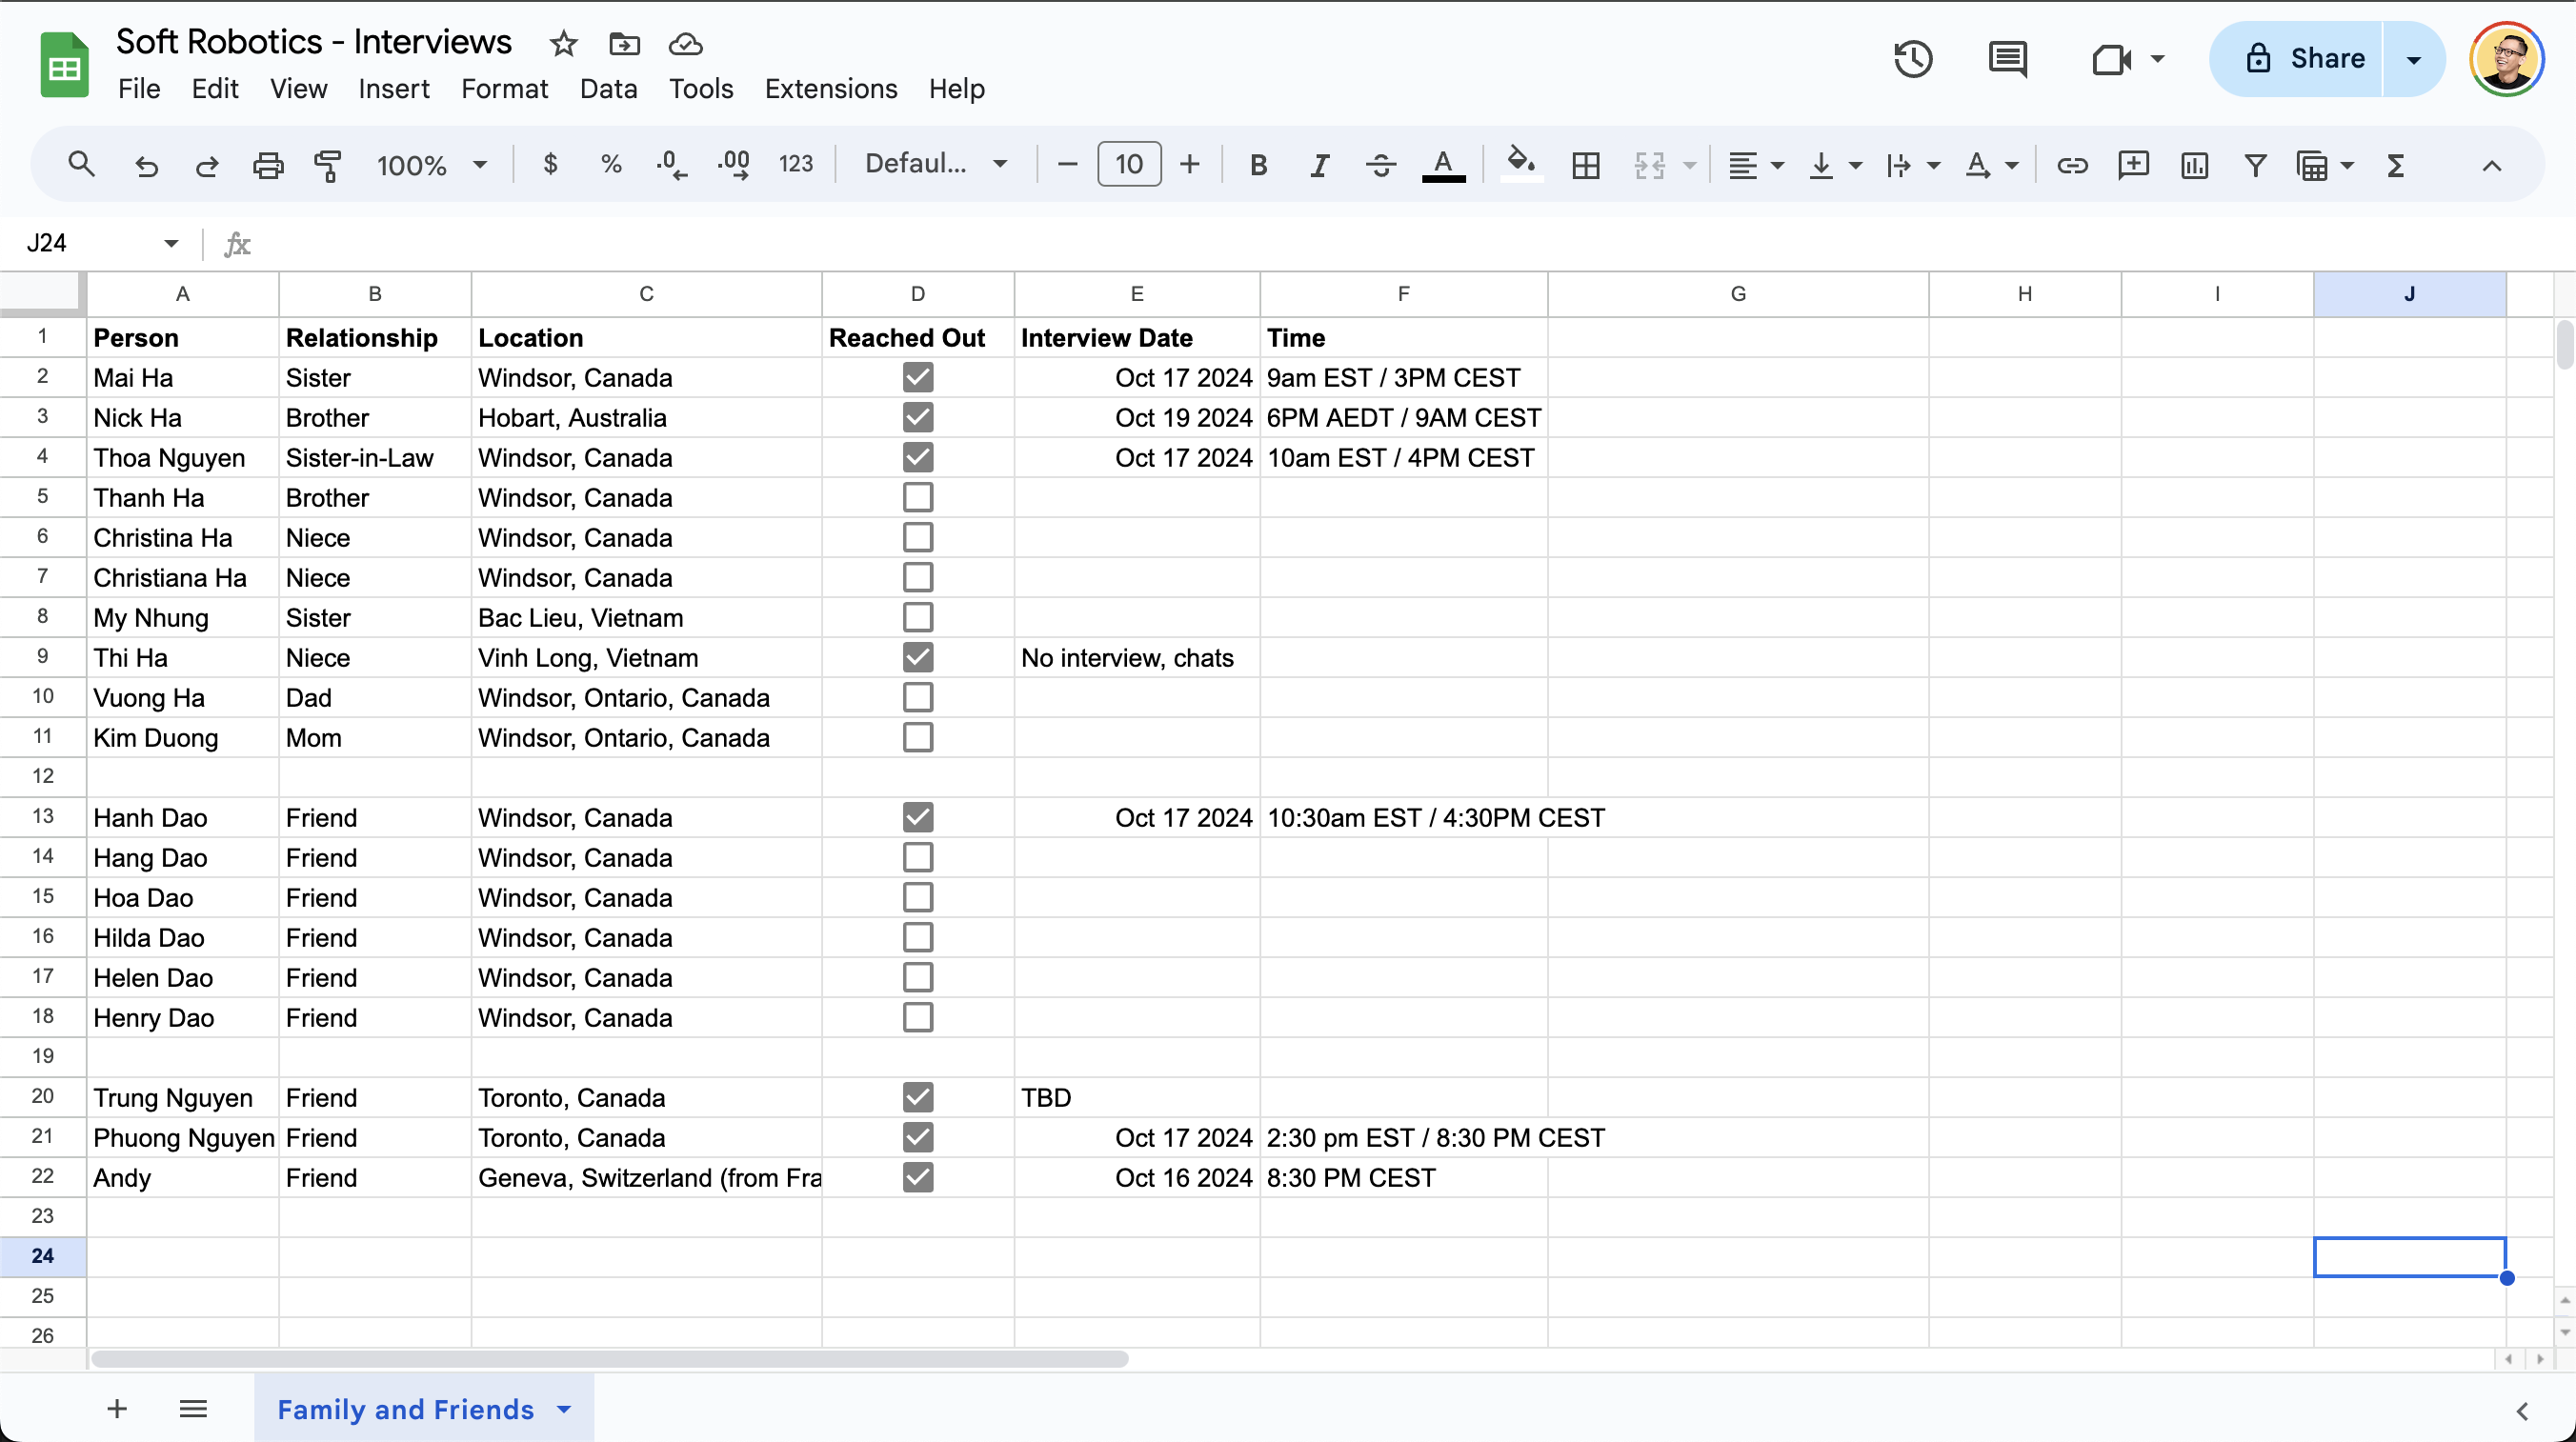 Soft Robotics - Interviews
File Edit View Insert Format Data Tools Extensions Help
Share
100% $ % .0 .00 123 Defaul... 10 B I A
J24 fx
A B C D E F G H I J
1 Person Relationship Location Reached Out Interview Date Time
2 Mai Ha Sister Windsor, Canada Oct 17 2024 9am EST / 3PM CEST
3 Nick Ha Brother Hobart, Australia Oct 19 2024 6PM AEDT / 9AM CEST
4 Thoa Nguyen Sister-in-Law Windsor, Canada Oct 17 2024 10am EST / 4PM CEST
5 Thanh Ha Brother Windsor, Canada
6 Christina Ha Niece Windsor, Canada
7 Christiana Ha Niece Windsor, Canada
8 My Nhung Sister Bac Lieu, Vietnam
9 Thi Ha Niece Vinh Long, Vietnam No interview, chats
10 Vuong Ha Dad Windsor, Ontario, Canada
11 Kim Duong Mom Windsor, Ontario, Canada
12
13 Hanh Dao Friend Windsor, Canada Oct 17 2024 10:30am EST / 4:30PM CEST
14 Hang Dao Friend Windsor, Canada
15 Hoa Dao Friend Windsor, Canada
16 Hilda Dao Friend Windsor, Canada
17 Helen Dao Friend Windsor, Canada
18 Henry Dao Friend Windsor, Canada
19
20 Trung Nguyen Friend Toronto, Canada TBD
21 Phuong Nguyen Friend Toronto, Canada Oct 17 2024 2:30 pm EST / 8:30 PM CEST
22 Andy Friend Geneva, Switzerland (from Fra Oct 16 2024 8:30 PM CEST
23
24
25
26
Family and Friends